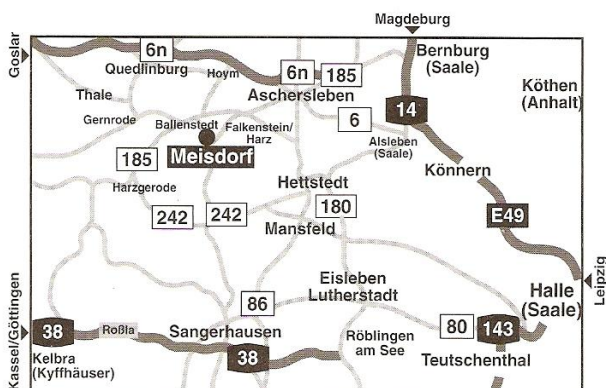 Magdeburg
Goslar
6n
Quedlinburg
Hoym
6n
185
Bernburg
(Saale)
Thale
Aschersleben
Köthen
(Anhalt)
Gernrode
Ballenstedt
Falkenstein/
Harz
6
14
Alsleben
(Saale)
185
Meisdorf
Könnern
Harzgerode
Hettstedt
242
242
180
Mansfeld
E49
Leipzig
Eisleben
Lutherstadt
Halle
(Saale)
86
Kassel/Göttingen
38
Roßla
Sangerhausen
38
Röblingen
am See
80
143
Teutschenthal
Kelbra
(Kyffhäuser)